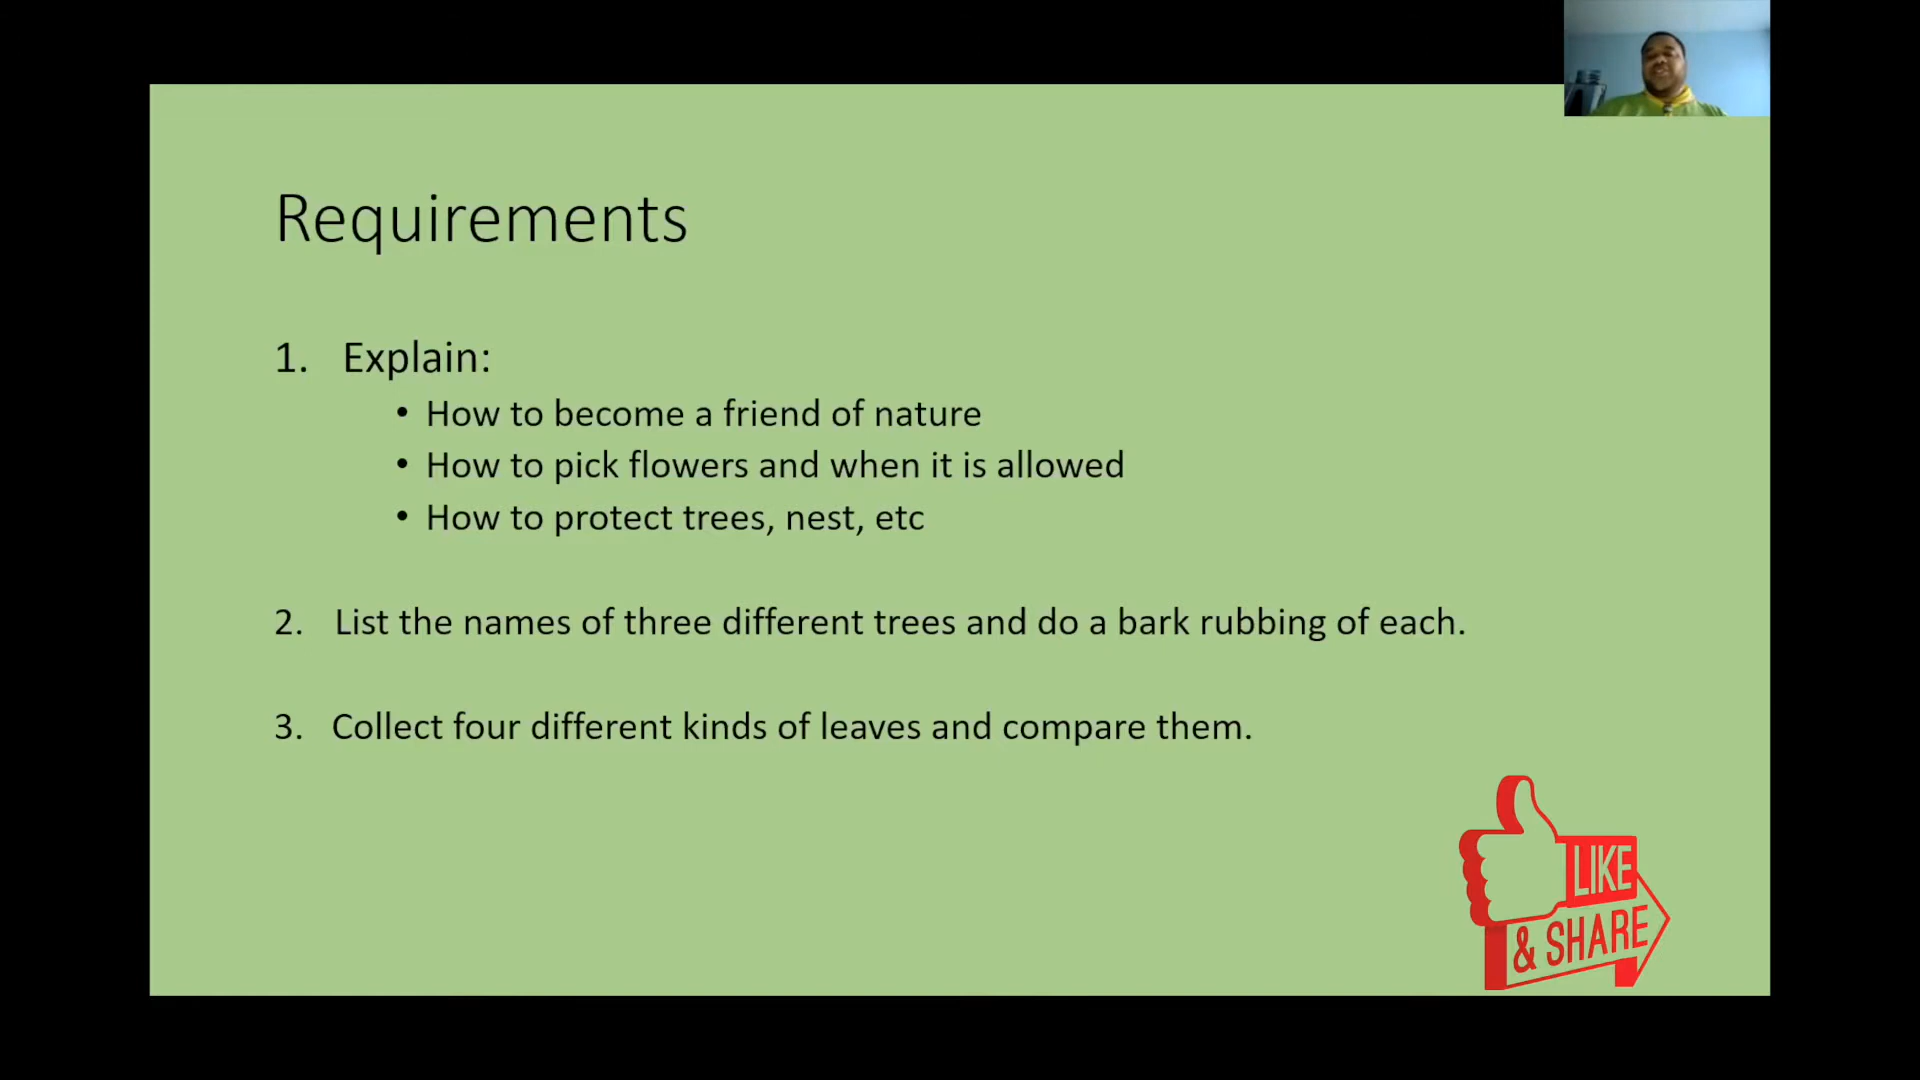 Requirements
1. Explain:
• How to become a friend of nature
• How to pick flowers and when it is allowed
• How to protect trees, nest, etc
2. List the names of three different trees and do a bark rubbing of each.
3. Collect four different kinds of leaves and compare them.
LIKE
& SHARE